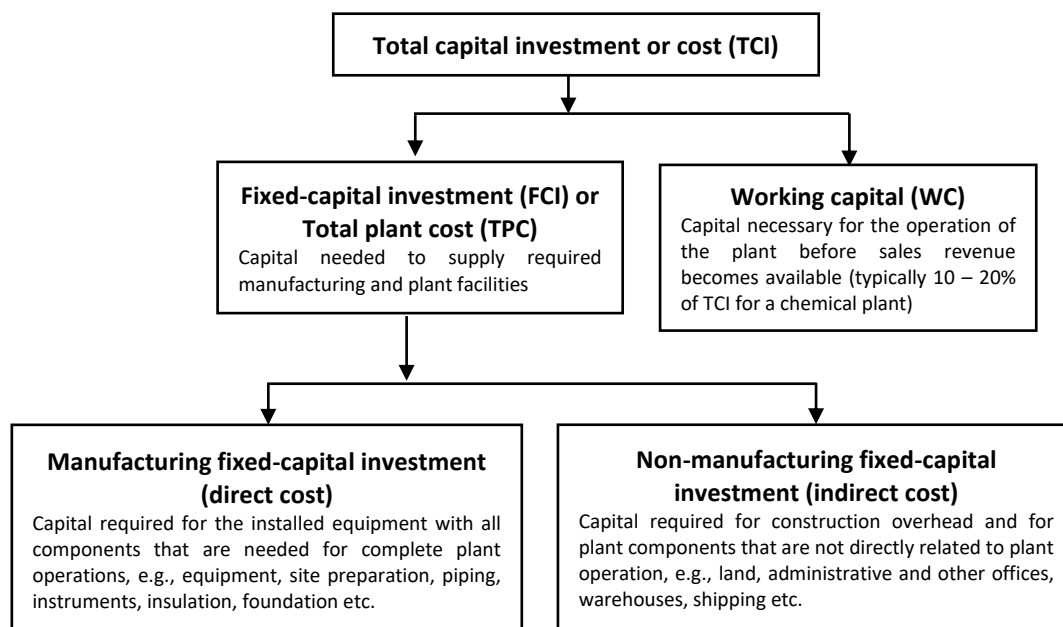 Total capital investment or cost (TCI)
Fixed-capital investment (FCI) or
Total plant cost (TPC)
Capital needed to supply required
manufacturing and plant facilities
Working capital (WC)
Capital necessary for the operation of
the plant before sales revenue
becomes available (typically 10 – 20%
of TCI for a chemical plant)
Manufacturing fixed-capital investment
(direct cost)
Capital required for the installed equipment with all
components that are needed for complete plant
operations, e.g., equipment, site preparation, piping,
instruments, insulation, foundation etc.
Non-manufacturing fixed-capital
investment (indirect cost)
Capital required for construction overhead and for
plant components that are not directly related to plant
operation, e.g., land, administrative and other offices,
warehouses, shipping etc.